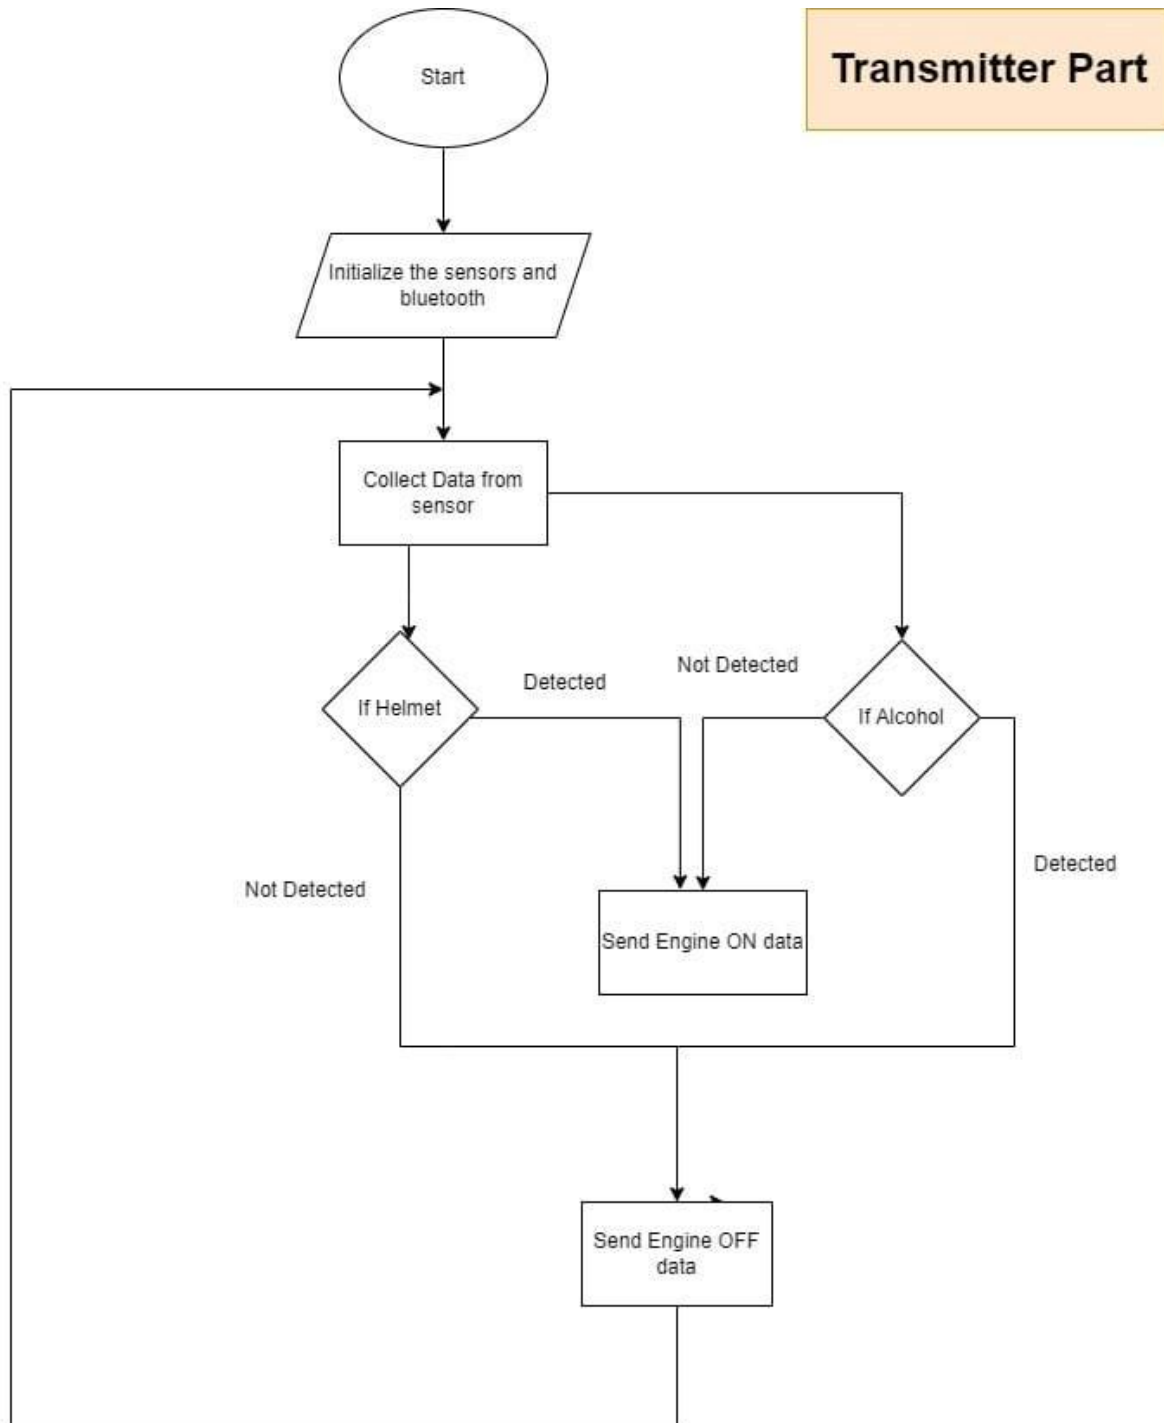 Start
Transmitter Part
Initialize the sensors and
bluetooth
Collect Data from
sensor
If Helmet
Detected
Not Detected
If Alcohol
Not Detected
Detected
Send Engine ON data
Send Engine OFF
data